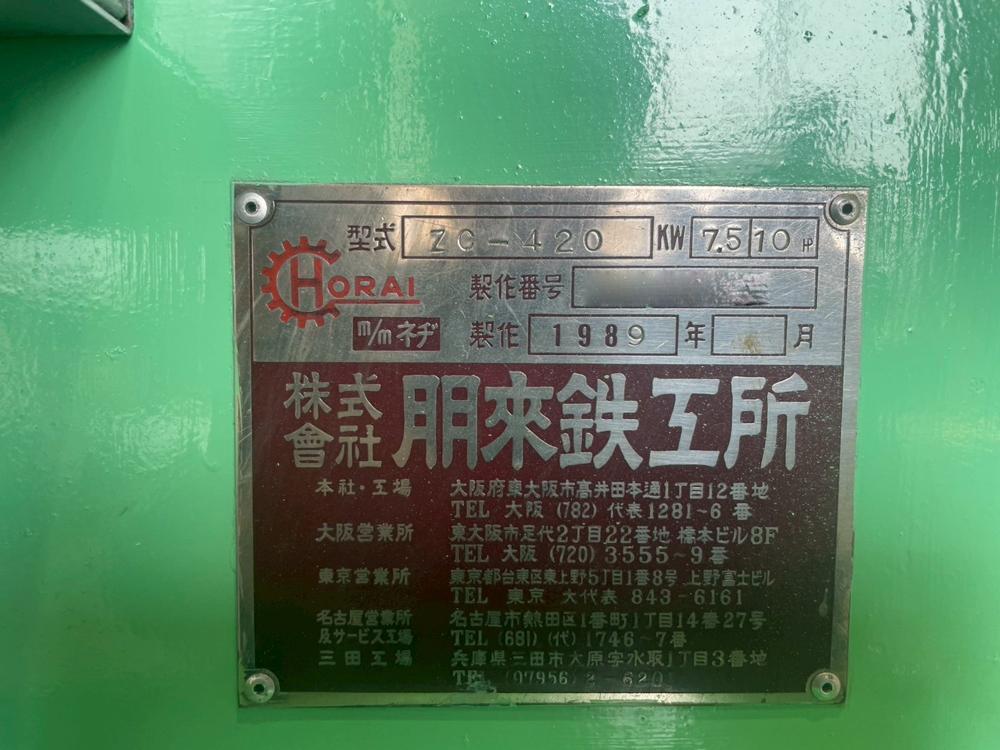 型式 ZC-420 KW 7.5 10 HP
HORAI 製作番号
m/m ネヂ 製作 1989 年 月
株式會社 朋來鉄工所
本社・工場 大阪府東大阪市高井田本通1丁目12番地
TEL 大阪 (782) 代表 1281~6 番
大阪営業所 東大阪市足代2丁目22番地 橋本ビル8F
TEL 大阪 (720) 3555~9番
東京営業所 東京都台東区東上野5丁目1番8号 上野富士ビル
TEL 東京 大代表 843-6161
名古屋営業所 名古屋市熱田区1番町1丁目14番27号
及サービス工場 TEL (681) (代) 1746~7番
三田工場 兵庫県三田市大原字水取1丁目3番地
TEL (07956) 2-6201